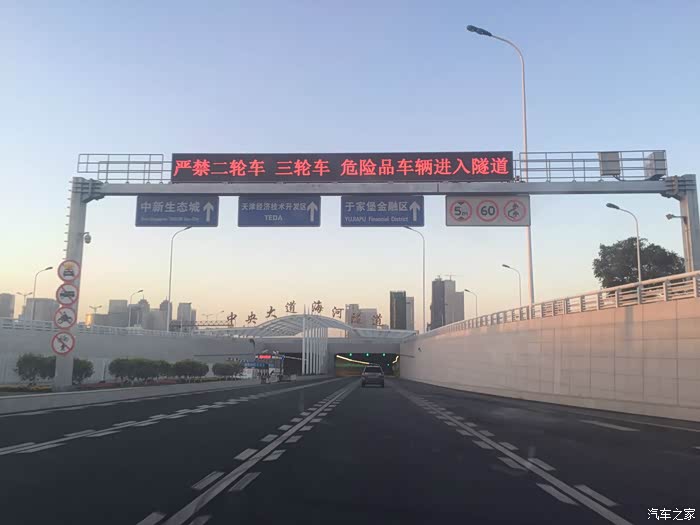 严禁二轮车 三轮车 危险品车辆进入隧道
中新生态城
天津经济技术开发区
YEDA
于家堡金融区
YUJIAPU Financial District
5m
60
中央大道 海河隧道
汽车之家